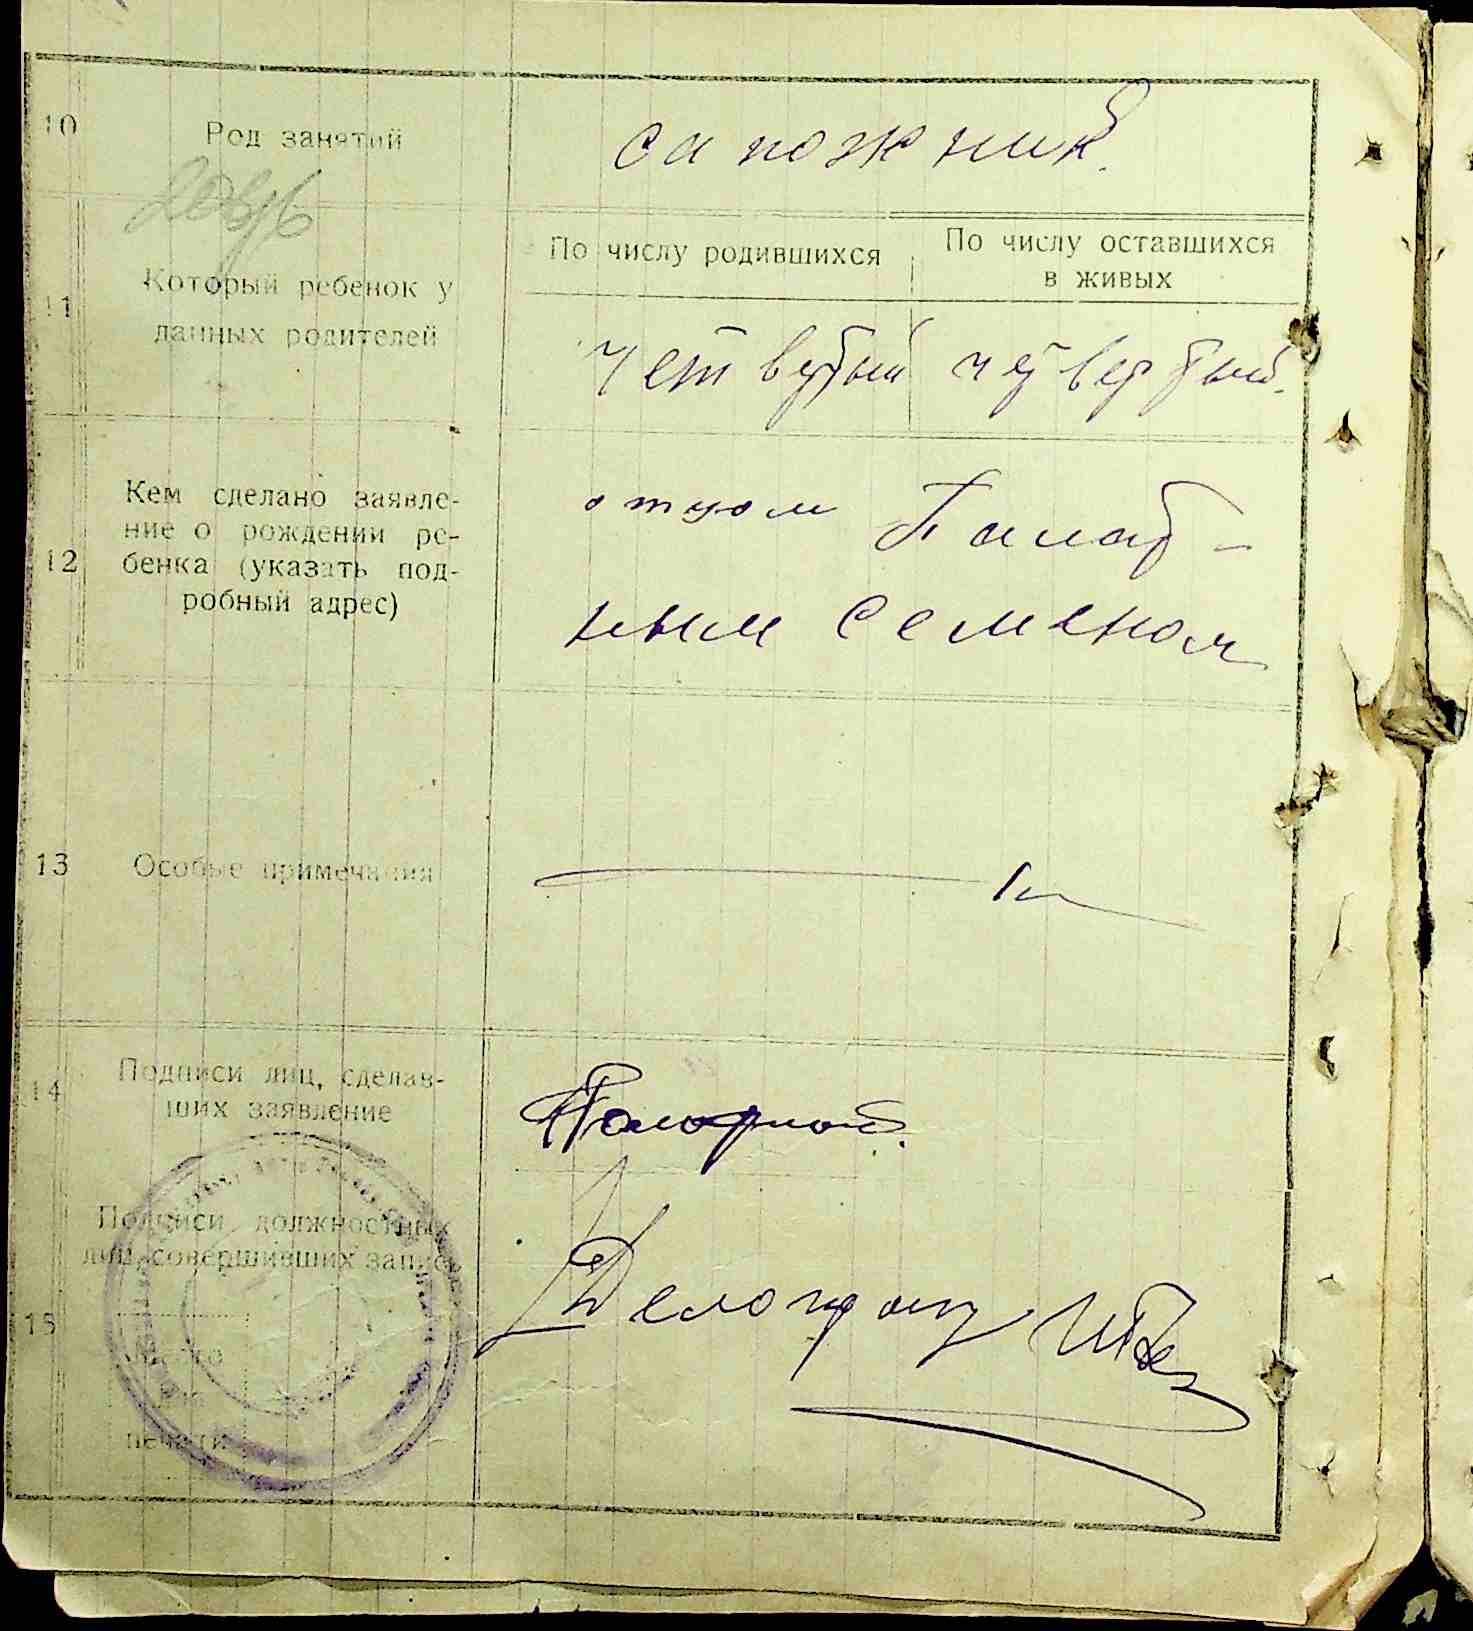 10 Род занятий сапожник.
По числу родившихся По числу оставшихся
в живых
11 Который ребенок у
данных родителей
четвертый четвертый.
12 Кем сделано заявле-
ние о рождении ре-
бенка (указать под-
робный адрес)
отцом
ным Семеном
13 Особые примечания
14 Подписи лиц, сделав-
ших заявление
15 Подписи должностных
лиц, совершивших запись
Место
печати
Делопроиз